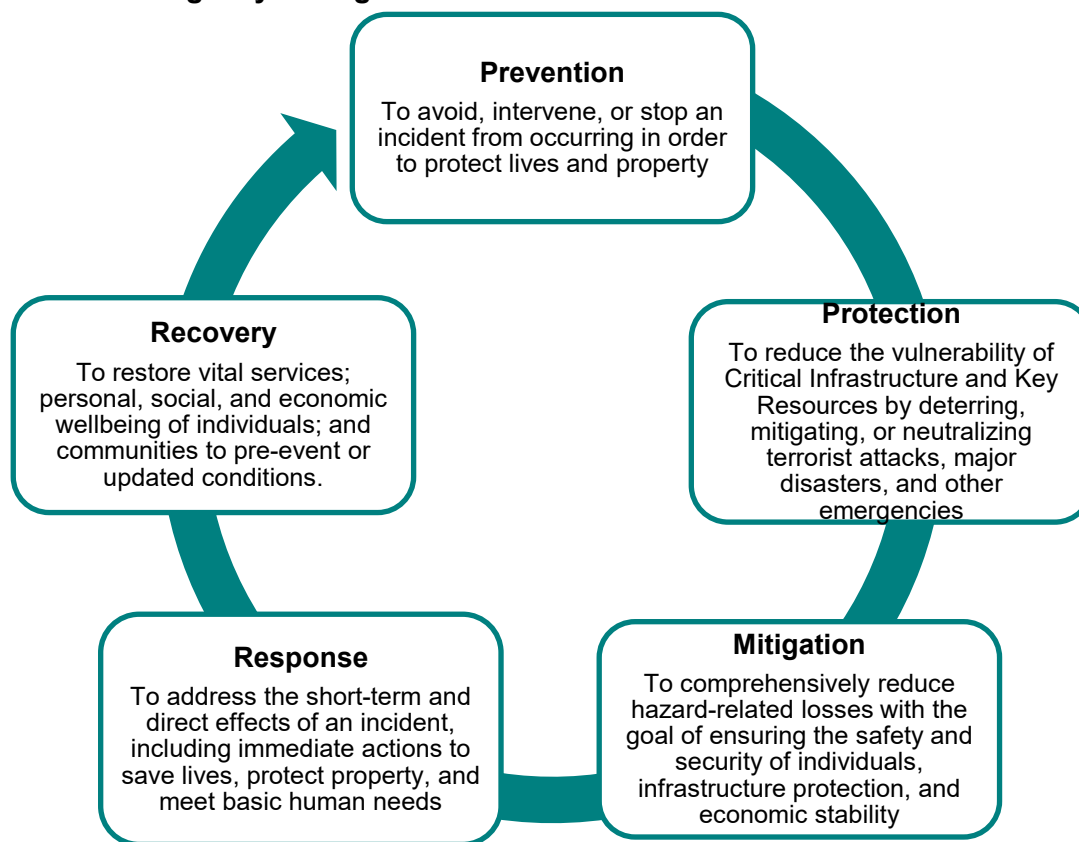 Prevention
To avoid, intervene, or stop an
incident from occurring in order
to protect lives and property
Protection
To reduce the vulnerability of
Critical Infrastructure and Key
Resources by deterring,
mitigating, or neutralizing
terrorist attacks, major
disasters, and other
emergencies
Mitigation
To comprehensively reduce
hazard-related losses with the
goal of ensuring the safety and
security of individuals,
infrastructure protection, and
economic stability
Response
To address the short-term and
direct effects of an incident,
including immediate actions to
save lives, protect property, and
meet basic human needs
Recovery
To restore vital services;
personal, social, and economic
wellbeing of individuals; and
communities to pre-event or
updated conditions.